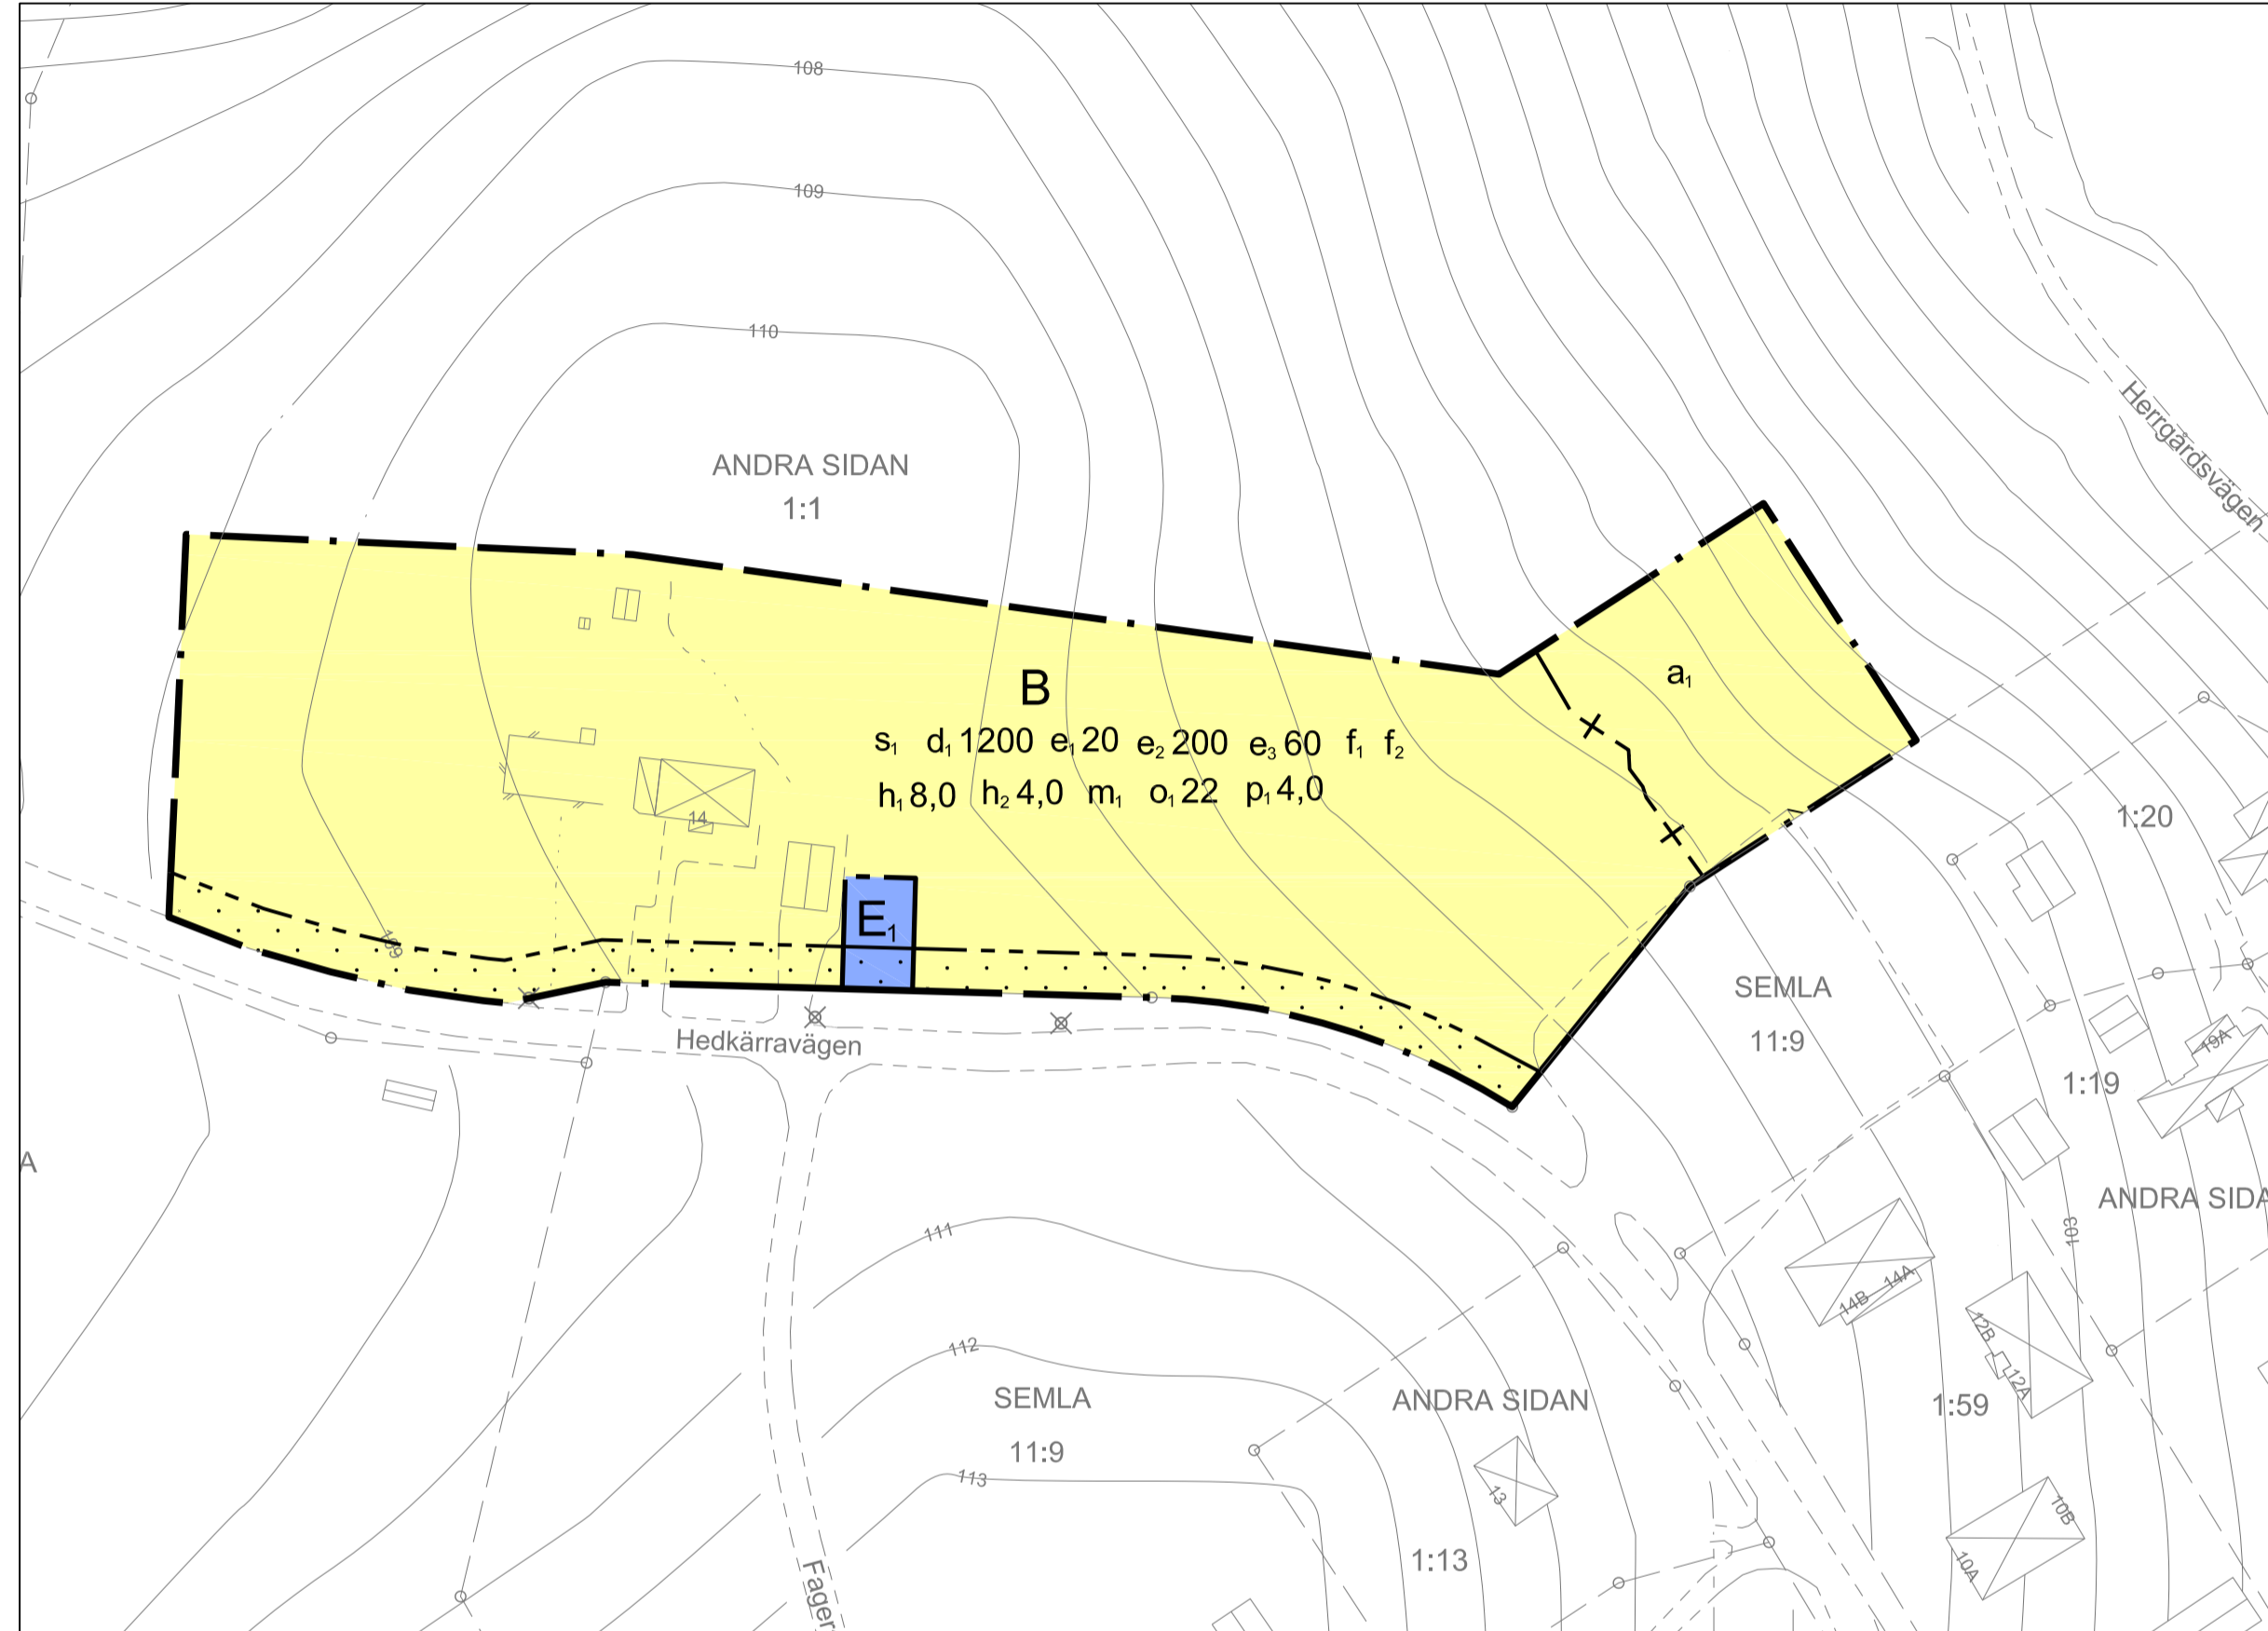 108
109
110
Herrgårdsvägen
ANDRA SIDAN
1:1
a₁
B
s₁ d₁ 1200 e₁ 20 e₂ 200 e₃ 60 f₁ f₂
h₁ 8,0 h₂ 4,0 m₁ o₁ 22 p₁ 4,0
14
1:20
E₁
109
SEMLA
11:9
Hedkärravägen
19A
1:19
A
ANDRA SIDA
103
111
14A
14B
112
12B
12A
SEMLA
11:9
ANDRA SIDAN
1:59
113
13
10B
1:13
10A
Fager